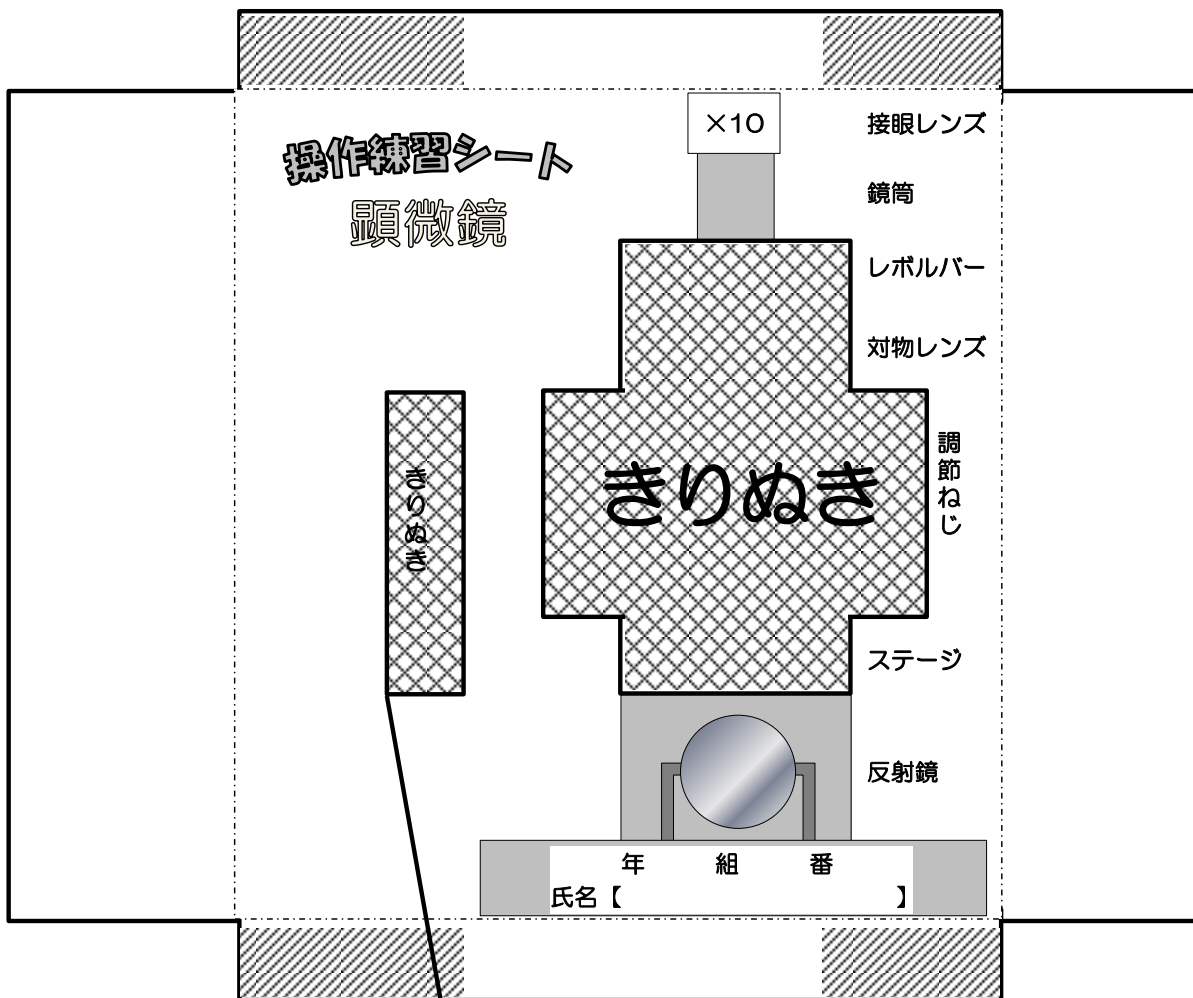 ×10
接眼レンズ
操作練習シート
鏡筒
顕微鏡
レボルバー
対物レンズ
調節ねじ
きりぬき
きりぬき
ステージ
反射鏡
年 組 番
氏名【 】